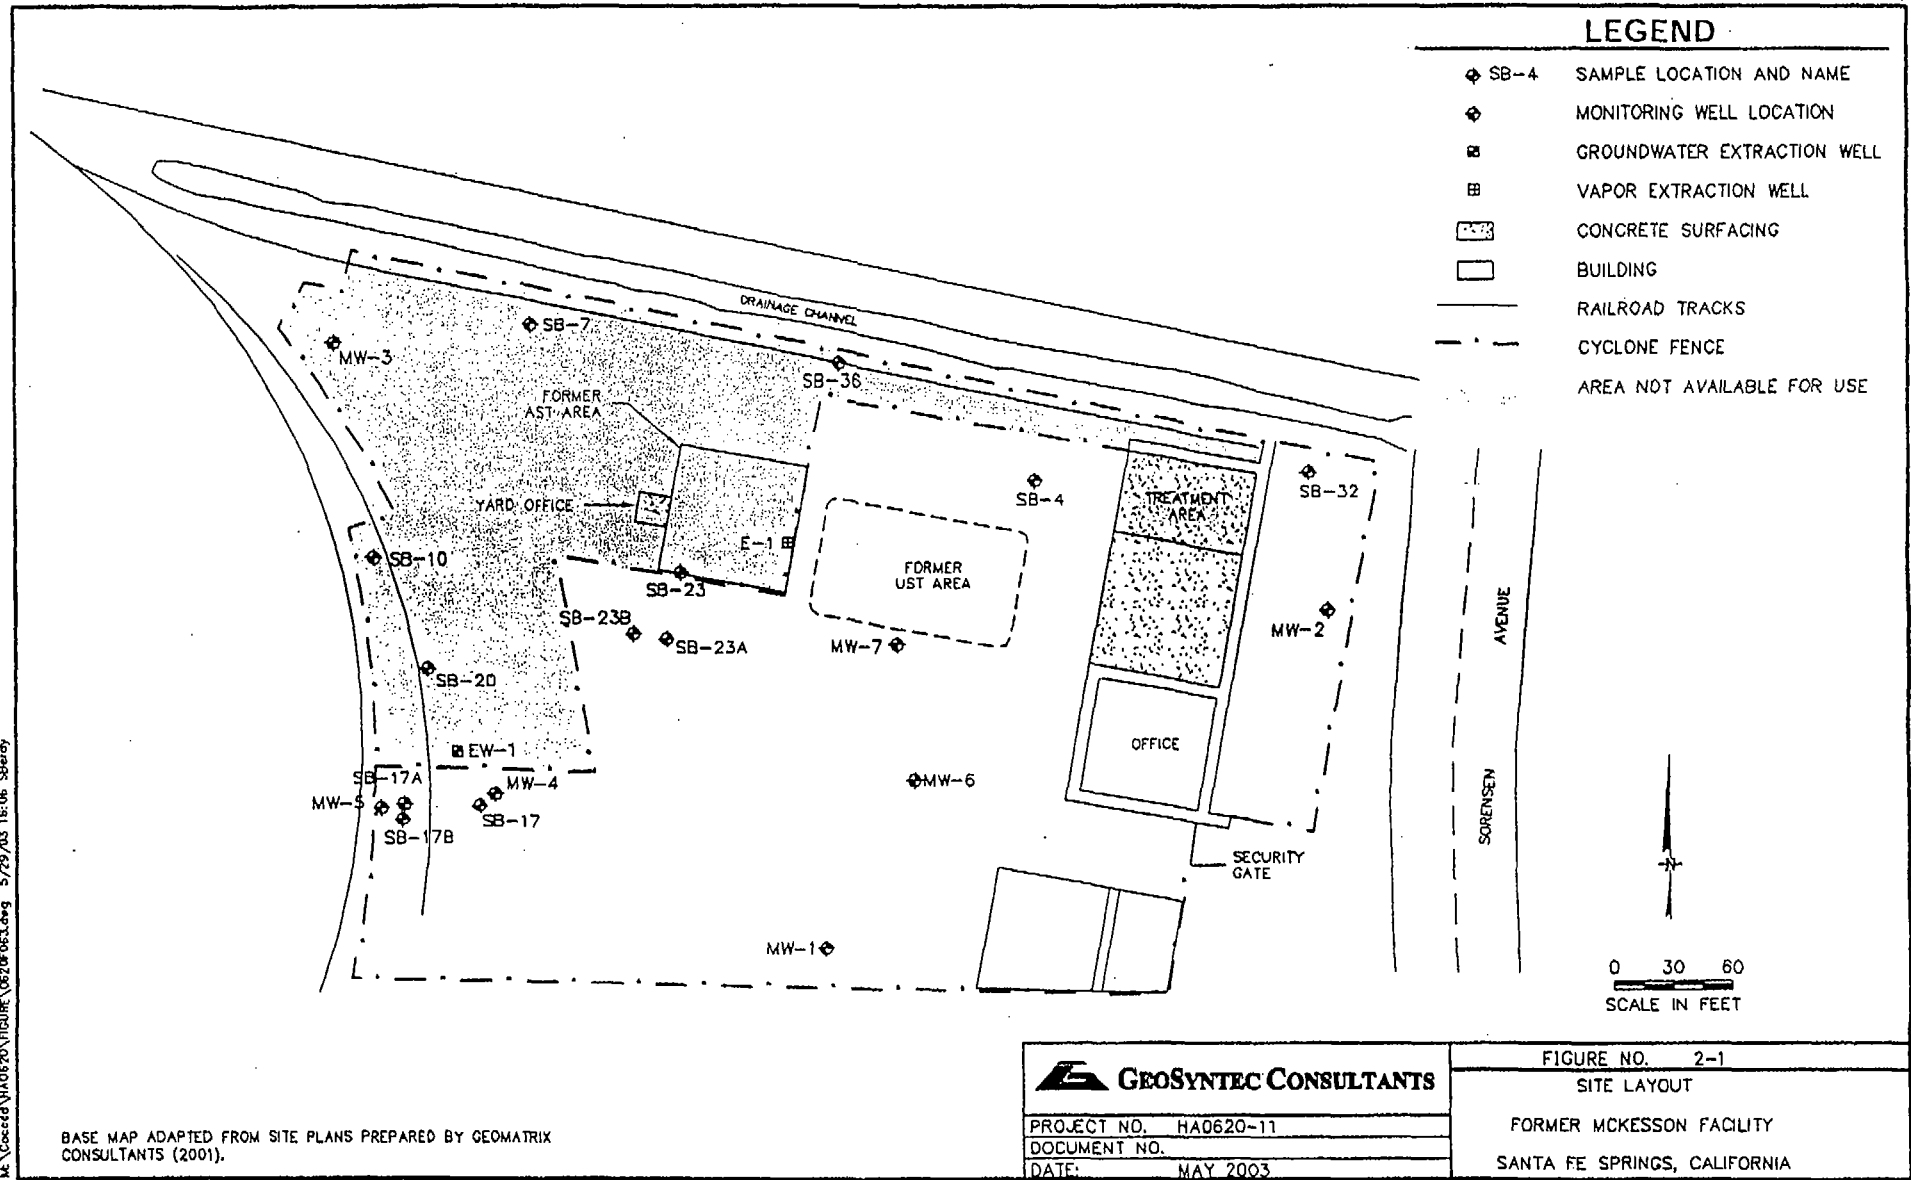 LEGEND
SB-4 SAMPLE LOCATION AND NAME
MONITORING WELL LOCATION
GROUNDWATER EXTRACTION WELL
VAPOR EXTRACTION WELL
CONCRETE SURFACING
BUILDING
RAILROAD TRACKS
CYCLONE FENCE
AREA NOT AVAILABLE FOR USE
DRAINAGE CHANNEL
SB-7
MW-3
SB-36
FORMER
AST AREA
SB-4
SB-32
TREATMENT
AREA
YARD OFFICE
E-1
SB-10
FORMER
UST AREA
SB-23
SB-23B
SB-23A
MW-7
MW-2
AVENUE
SORENSEN
SB-20
EW-1
OFFICE
SB-17A
MW-4
MW-5
SB-17
SB-17B
MW-6
SECURITY
GATE
MW-1
N
0 30 60
SCALE IN FEET
BASE MAP ADAPTED FROM SITE PLANS PREPARED BY GEOMATRIX
CONSULTANTS (2001).
GEOSYNTEC CONSULTANTS
PROJECT NO. HA0620-11
DOCUMENT NO.
DATE: MAY 2003
FIGURE NO. 2-1
SITE LAYOUT
FORMER MCKESSON FACILITY
SANTA FE SPRINGS, CALIFORNIA